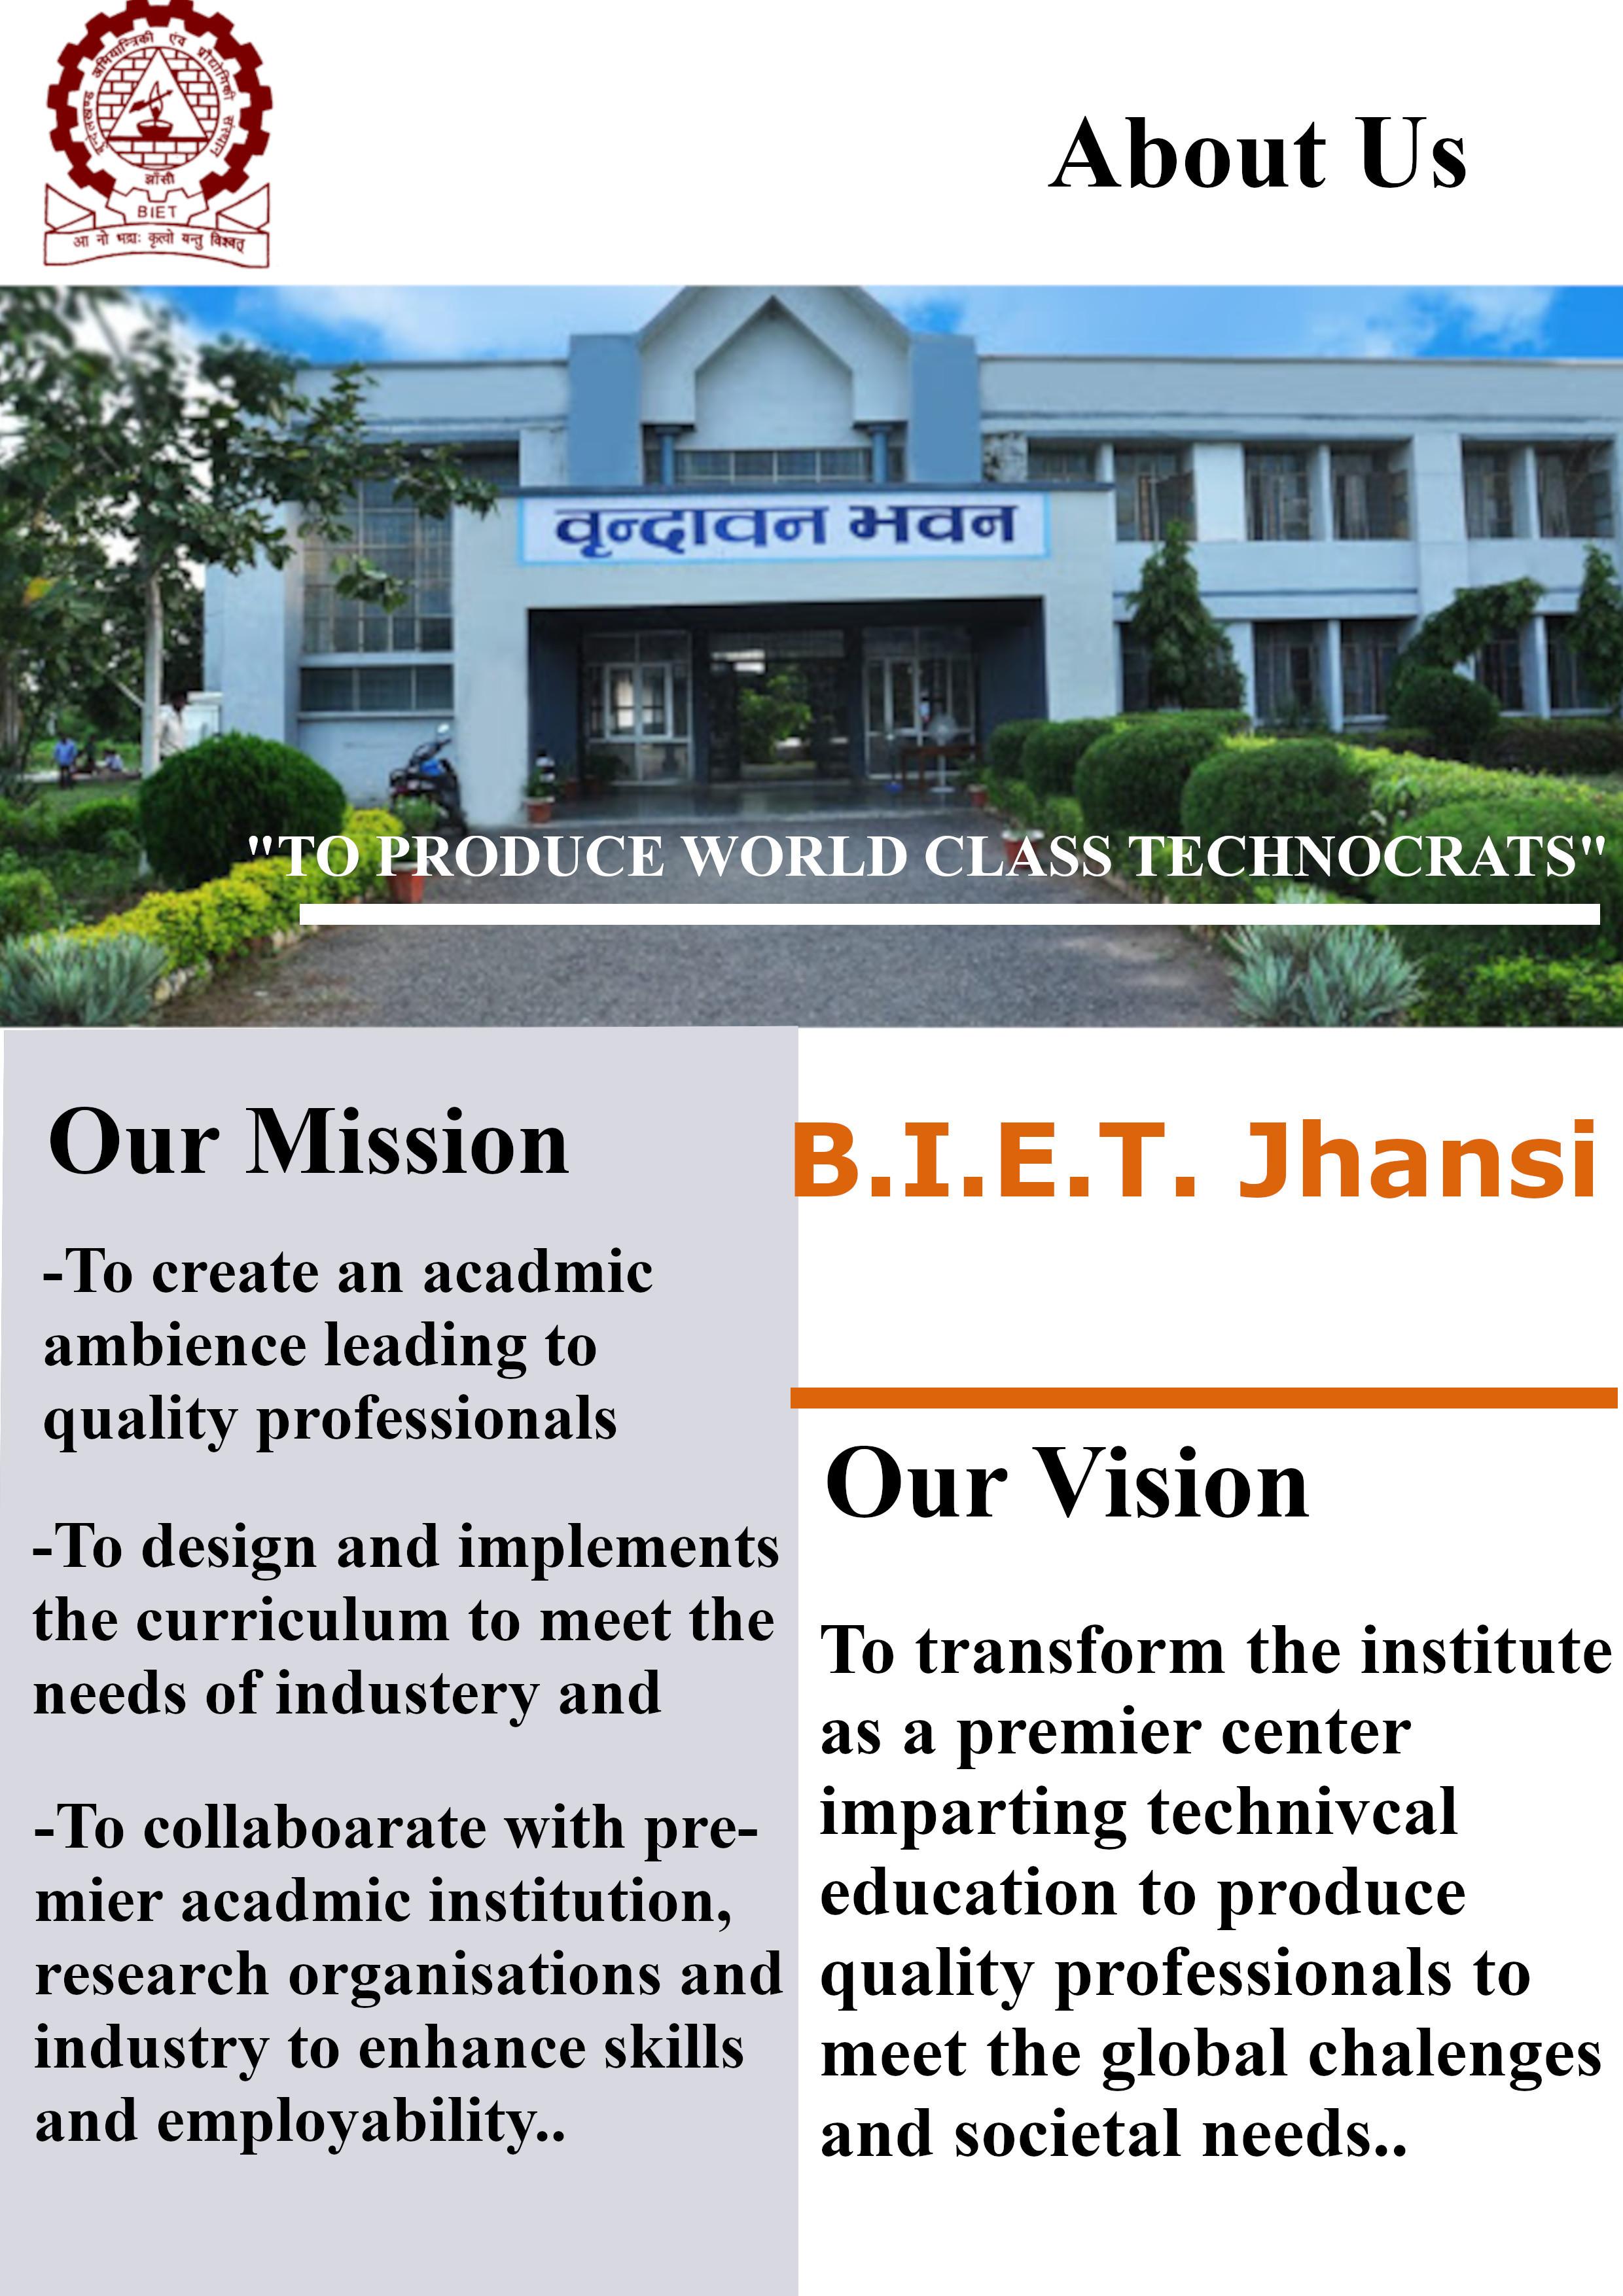 बुन्देलखण्ड अभियान्त्रिकी एंव प्रौद्योगिकी संस्थान
झाँसी
BIET
आ नो भद्राः कृत्वो यन्तु विश्वतः
About Us
वृन्दावन भवन
"TO PRODUCE WORLD CLASS TECHNOCRATS"
Our Mission
-To create an acadmic
ambience leading to
quality professionals
-To design and implements
the curriculum to meet the
needs of industery and
-To collaboarate with pre-
mier acadmic institution,
research organisations and
industry to enhance skills
and employability..
B.I.E.T. Jhansi
Our Vision
To transform the institute
as a premier center
imparting technivcal
education to produce
quality professionals to
meet the global chalenges
and societal needs..